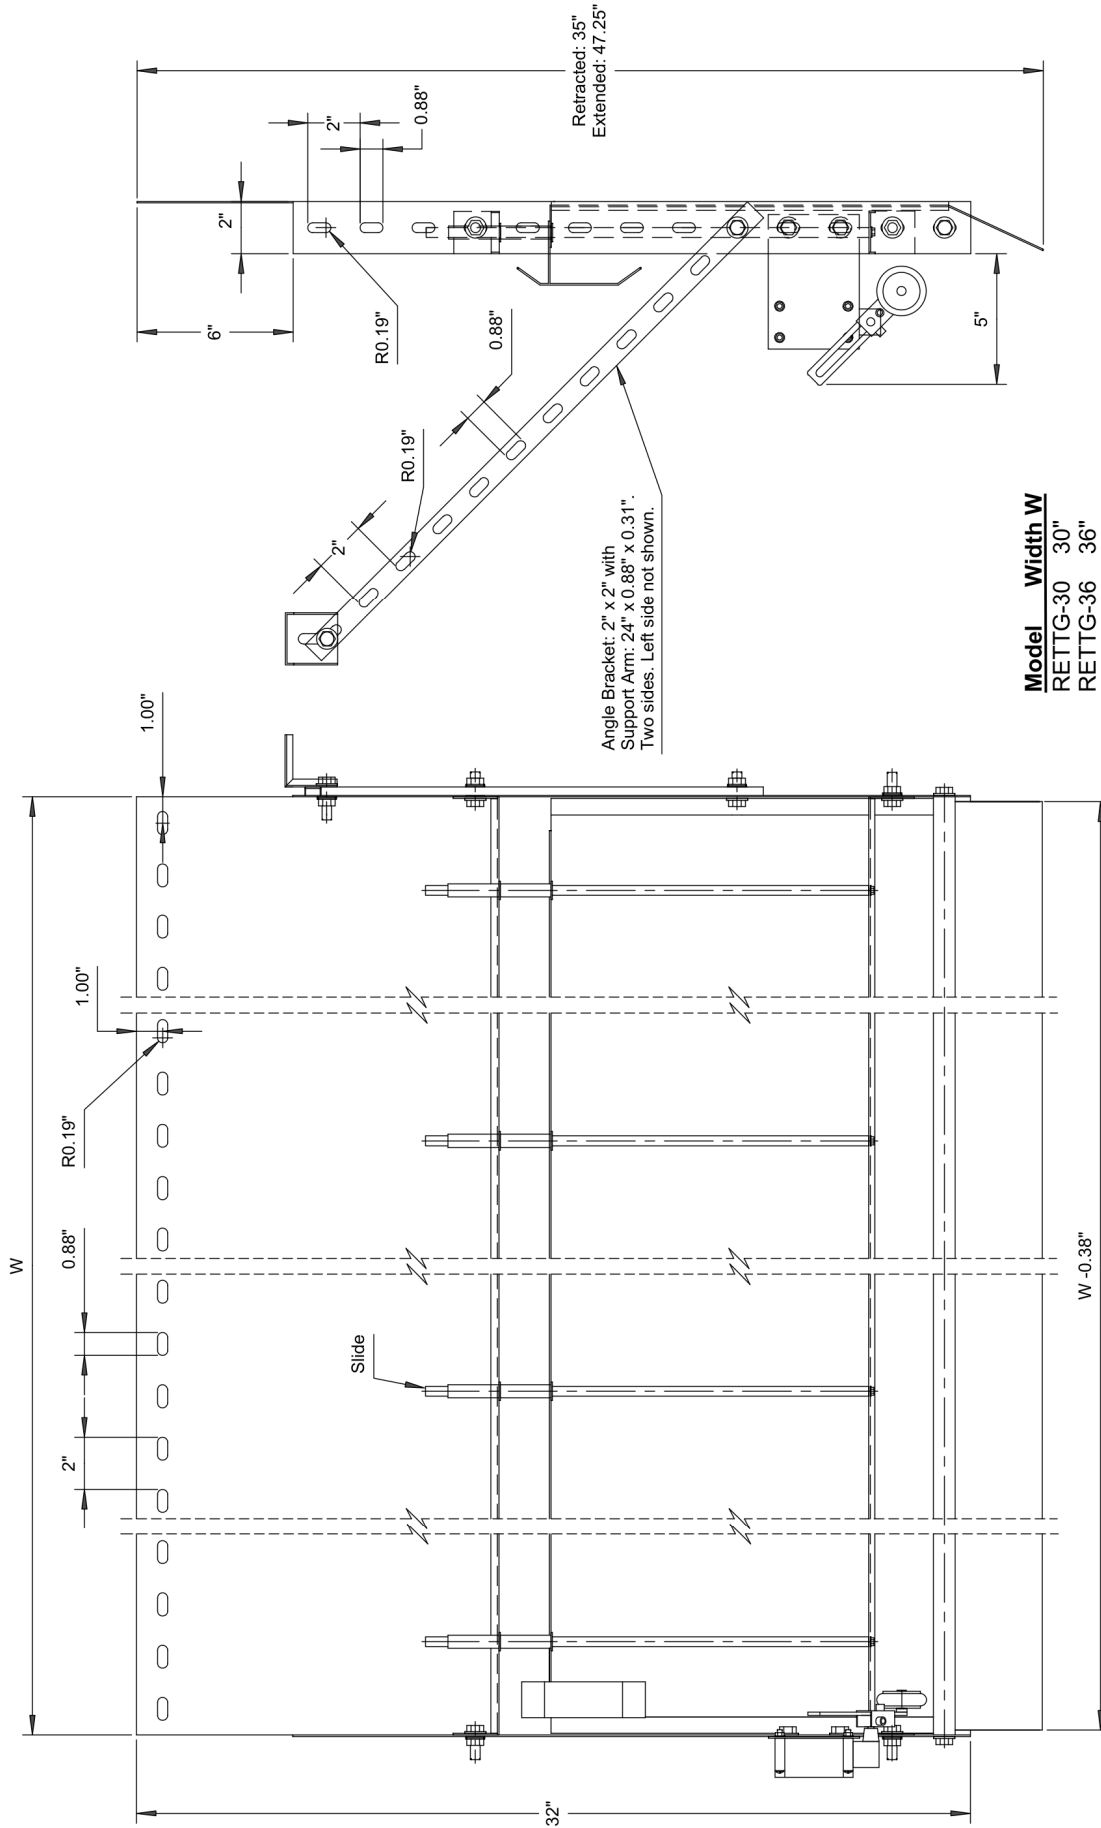 W
2"
0.88"
R0.19"
1.00"
1.00"
Slide
32"
W -0.38"
6"
2"
2"
0.88"
R0.19"
0.88"
R0.19"
2"
Retracted: 35"
Extended: 47.25"
5"
Angle Bracket: 2" x 2" with
Support Arm: 24" x 0.88" x 0.31".
Two sides. Left side not shown.
Model Width W
RETTG-30 30"
RETTG-36 36"